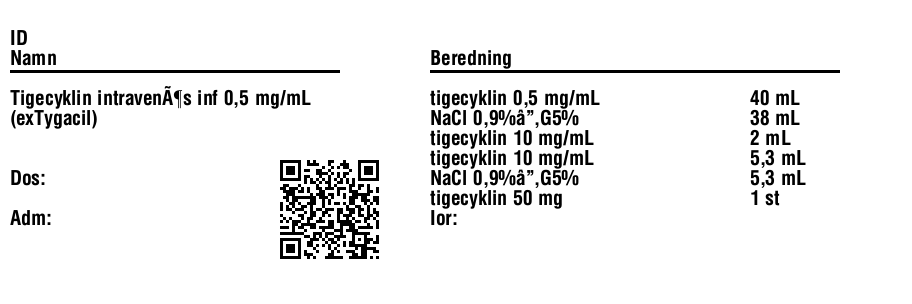 ID
Namn
Tigecyklin intravenÃ¶s inf 0,5 mg/mL
(exTygacil)
Dos:
Adm:
Beredning
tigecyklin 0,5 mg/mL 40 mL
NaCl 0,9%â”‚G5% 38 mL
tigecyklin 10 mg/mL 2 mL
tigecyklin 10 mg/mL 5,3 mL
NaCl 0,9%â”‚G5% 5,3 mL
tigecyklin 50 mg 1 st
lor: